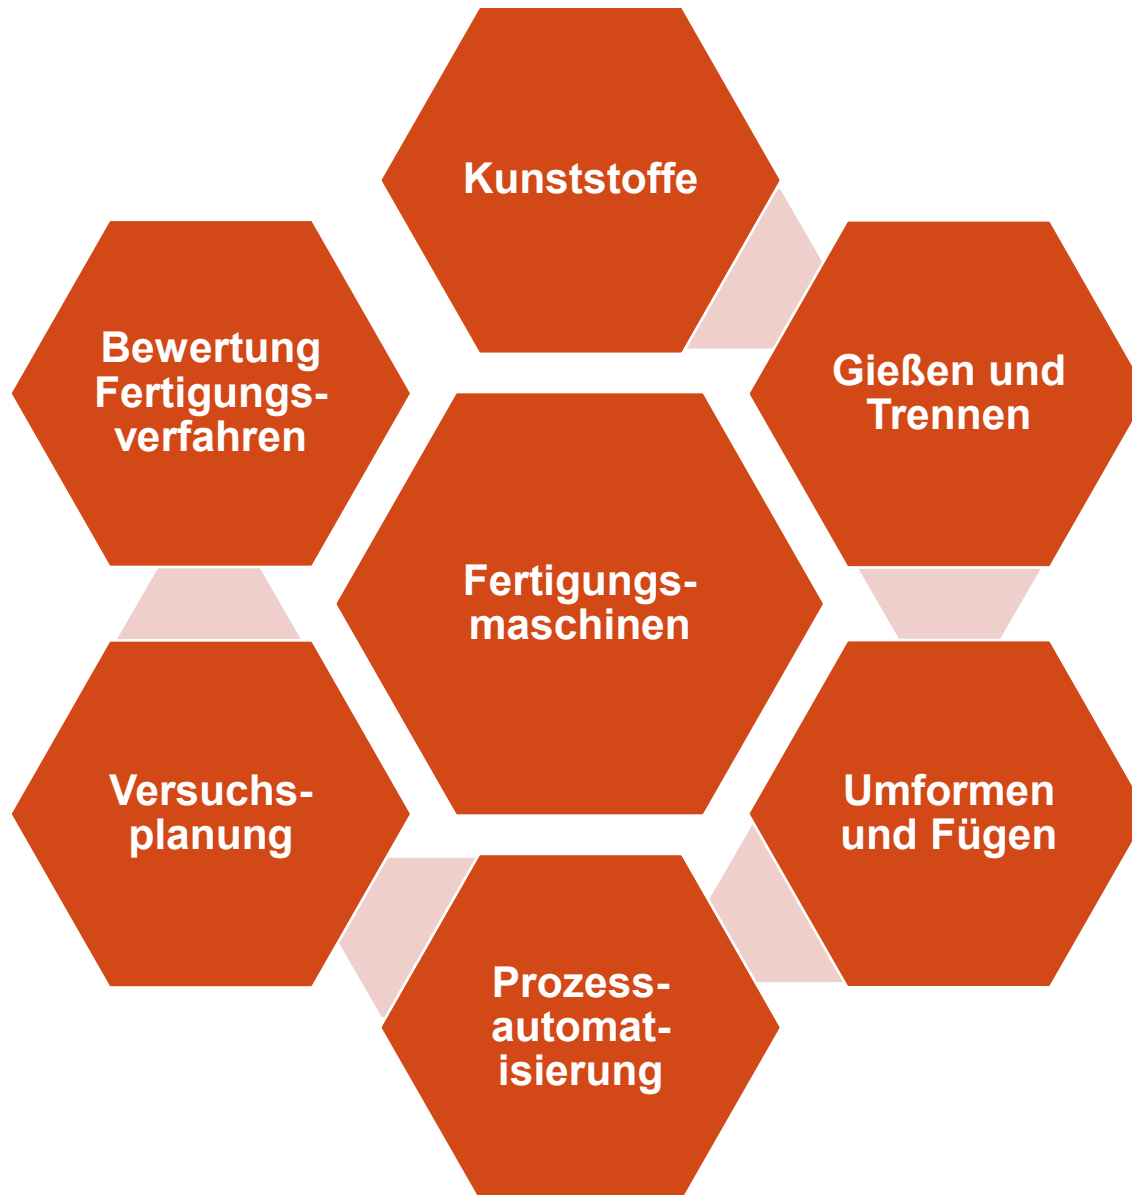 Kunststoffe
Gießen und
Trennen
Umformen
und Fügen
Prozess-
automat-
isierung
Versuchs-
planung
Bewertung
Fertigungs-
verfahren
Fertigungs-
maschinen